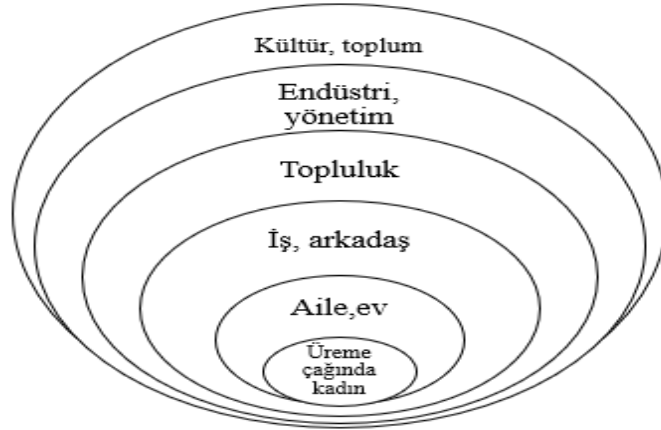 Kültür, toplum
Endüstri,
yönetim
Topluluk
İş, arkadaş
Aile,ev
Üreme
çağında
kadın